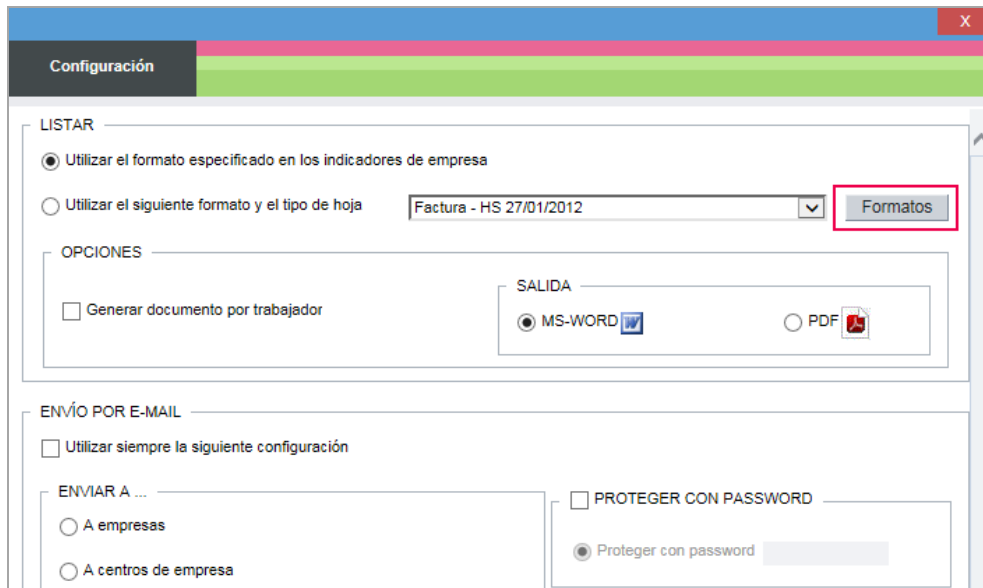 X
Configuración
LISTAR
Utilizar el formato especificado en los indicadores de empresa
Utilizar el siguiente formato y el tipo de hoja
Factura - HS 27/01/2012
Formatos
OPCIONES
Generar documento por trabajador
SALIDA
MS-WORD
PDF
ENVÍO POR E-MAIL
Utilizar siempre la siguiente configuración
ENVIAR A ...
A empresas
A centros de empresa
PROTEGER CON PASSWORD
Proteger con password